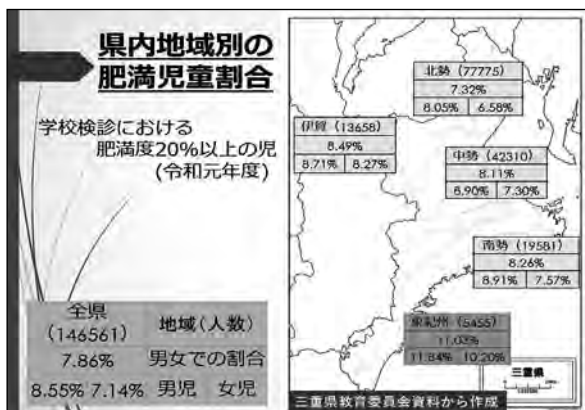 県内地域別の
肥満児童割合
学校検診における
肥満度20%以上の児
(令和元年度)
北勢（77775）
7.32%
8.05% 6.58%
伊賀（13658）
8.49%
8.71% 8.27%
中勢（42310）
8.11%
8.90% 7.30%
南勢（19581）
8.26%
8.91% 7.57%
東紀州（5455）
11.03%
11.84% 10.20%
全県
(146561)
地域(人数)
7.86% 男女での割合
8.55% 7.14% 男児 女児
三重県
三重県教育委員会資料から作成